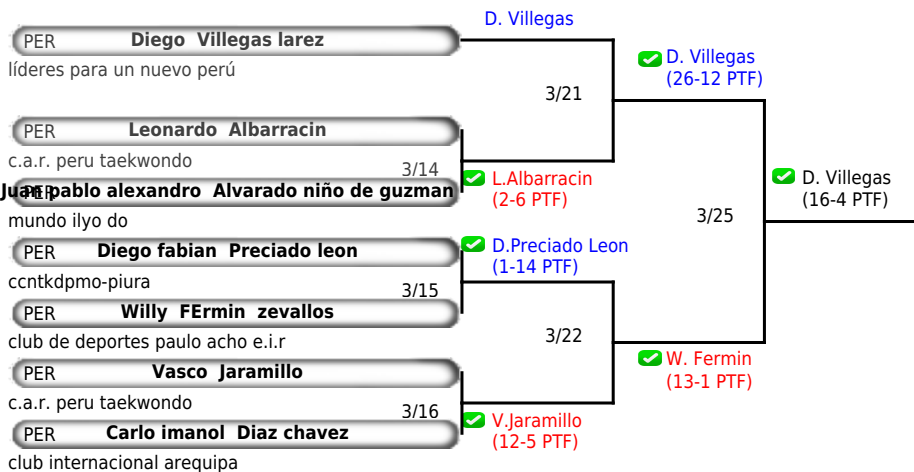 D. Villegas
PER Diego Villegas larez
líderes para un nuevo perú
D. Villegas
(26-12 PTF)
3/21
PER Leonardo Albarracin
c.a.r. peru taekwondo
3/14
L.Albarracin
(2-6 PTF)
PER Juan pablo alexandro Alvarado niño de guzman
mundo ilyo do
D. Villegas
(16-4 PTF)
3/25
PER Diego fabian Preciado leon
ccntkdpmo-piura
D.Preciado Leon
(1-14 PTF)
3/15
PER Willy FErmin zevallos
club de deportes paulo acho e.i.r
3/22
W. Fermin
(13-1 PTF)
PER Vasco Jaramillo
c.a.r. peru taekwondo
3/16
V.Jaramillo
(12-5 PTF)
PER Carlo imanol Diaz chavez
club internacional arequipa